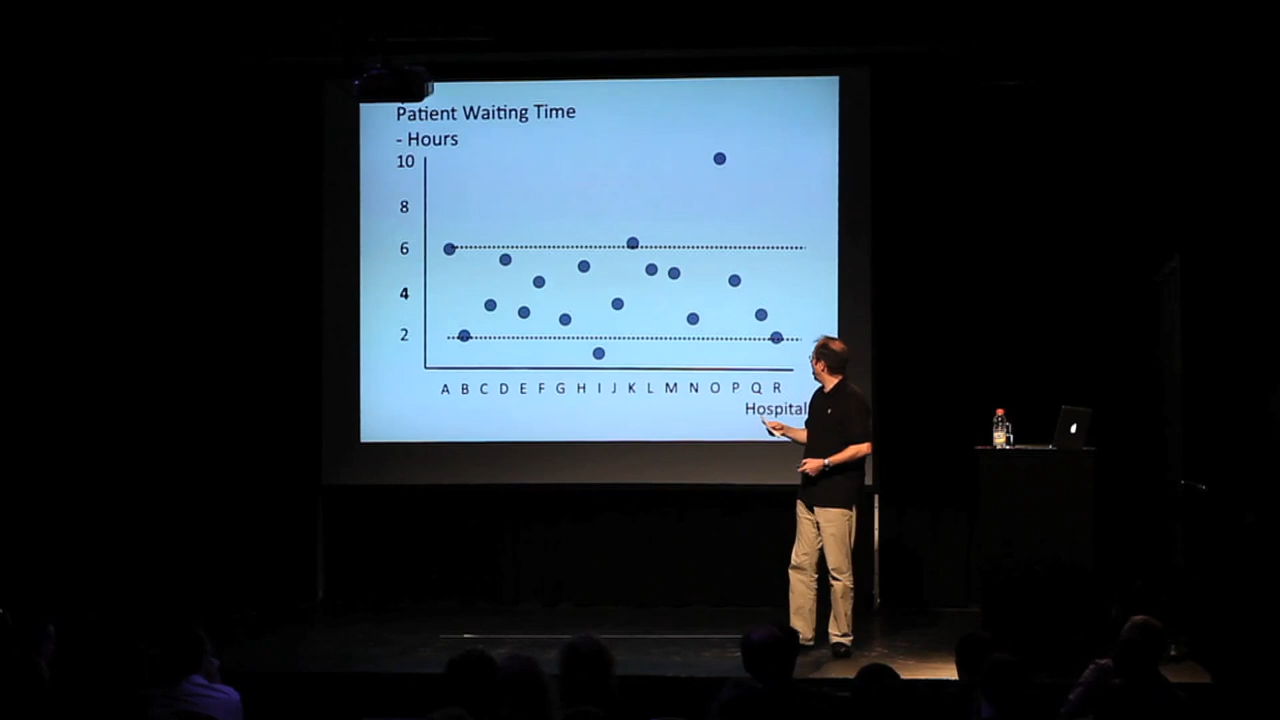 Patient Waiting Time
- Hours
10
8
6
4
2
A B C D E F G H I J K L M N O P Q R
Hospital